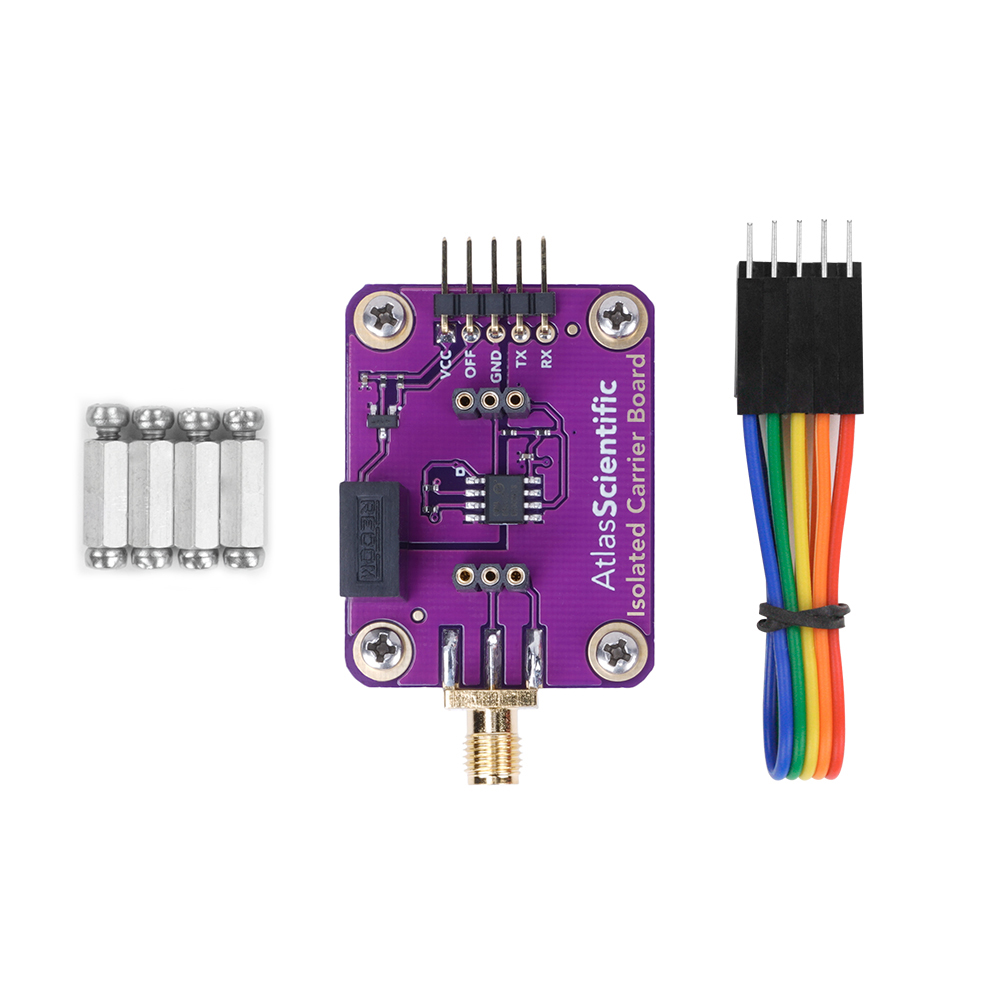 VCC
OFF
GND
TX
RX
AtlasScientific
Isolated Carrier Board
RECOM